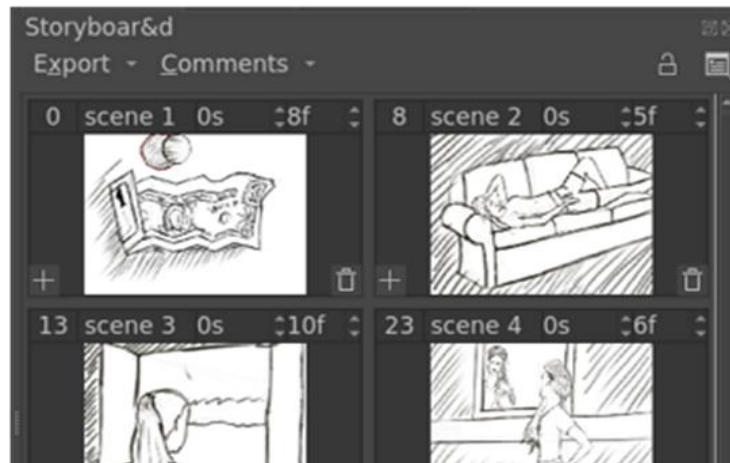 Storyboar&d
Export Comments
0 scene 1 0s 8f 8 scene 2 0s 5f
13 scene 3 0s 10f 23 scene 4 0s 6f